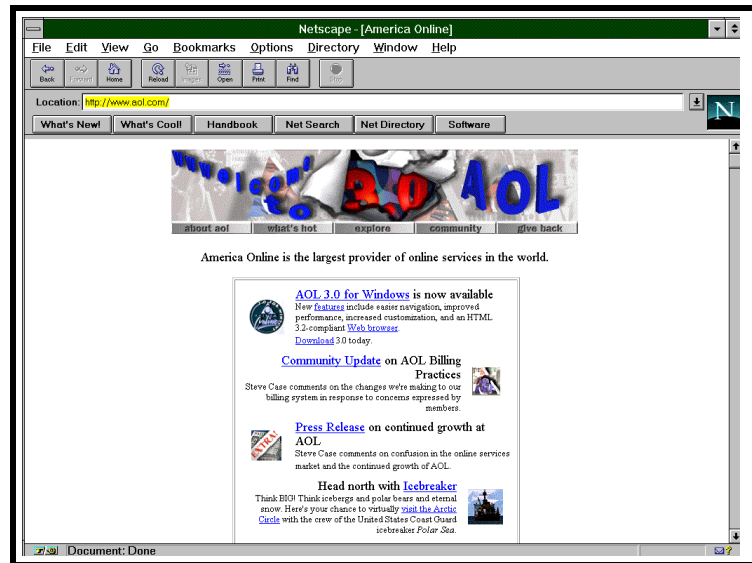 Netscape - [America Online]
File Edit View Go Bookmarks Options Directory Window Help
Back Forward Home Reload Images Open Print Find Stop
Location: http://www.aol.com/
N
What's New! What's Cool! Handbook Net Search Net Directory Software
wwwelcome to 3.0 AOL
about aol what's hot explore community give back
America Online is the largest provider of online services in the world.
AOL 3.0 for Windows is now available
New features include easier navigation, improved
performance, increased customization, and an HTML
3.2-compliant Web browser.
Download 3.0 today.
Community Update on AOL Billing
Practices
Steve Case comments on the changes we're making to our
billing system in response to concerns expressed by
members.
EXTRA!
Press Release on continued growth at
AOL
Steve Case comments on confusion in the online services
market and the continued growth of AOL.
Head north with Icebreaker
Think BIG! Think icebergs and polar bears and eternal
snow. Here's your chance to virtually visit the Arctic
Circle with the crew of the United States Coast Guard
icebreaker Polar Sea.
Document: Done